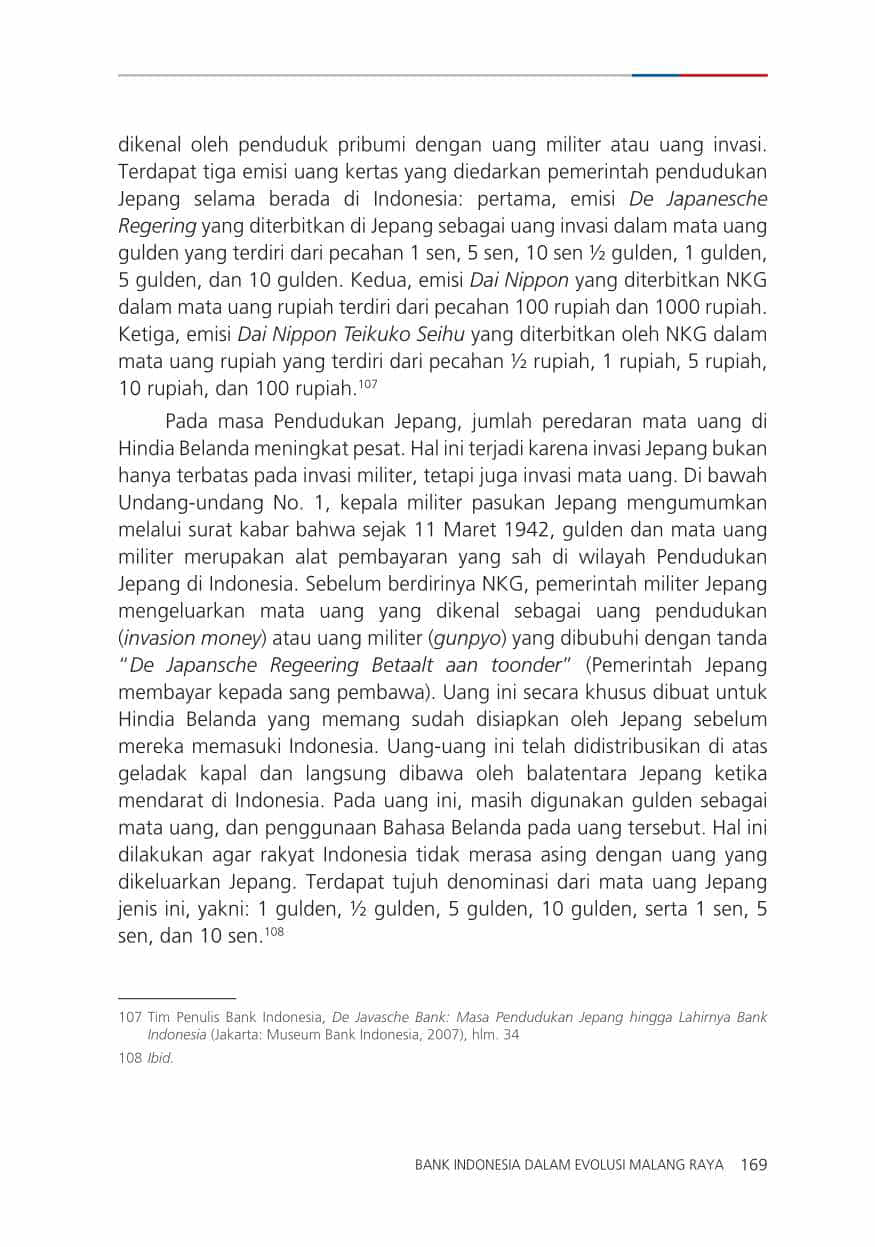 dikenal oleh penduduk pribumi dengan uang militer atau uang invasi.
Terdapat tiga emisi uang kertas yang diedarkan pemerintah pendudukan
Jepang selama berada di Indonesia: pertama, emisi De Japanesche
Regering yang diterbitkan di Jepang sebagai uang invasi dalam mata uang
gulden yang terdiri dari pecahan 1 sen, 5 sen, 10 sen ½ gulden, 1 gulden,
5 gulden, dan 10 gulden. Kedua, emisi Dai Nippon yang diterbitkan NKG
dalam mata uang rupiah terdiri dari pecahan 100 rupiah dan 1000 rupiah.
Ketiga, emisi Dai Nippon Teikuko Seihu yang diterbitkan oleh NKG dalam
mata uang rupiah yang terdiri dari pecahan ½ rupiah, 1 rupiah, 5 rupiah,
10 rupiah, dan 100 rupiah.107
Pada masa Pendudukan Jepang, jumlah peredaran mata uang di
Hindia Belanda meningkat pesat. Hal ini terjadi karena invasi Jepang bukan
hanya terbatas pada invasi militer, tetapi juga invasi mata uang. Di bawah
Undang-undang No. 1, kepala militer pasukan Jepang mengumumkan
melalui surat kabar bahwa sejak 11 Maret 1942, gulden dan mata uang
militer merupakan alat pembayaran yang sah di wilayah Pendudukan
Jepang di Indonesia. Sebelum berdirinya NKG, pemerintah militer Jepang
mengeluarkan mata uang yang dikenal sebagai uang pendudukan
(invasion money) atau uang militer (gunpyo) yang dibubuhi dengan tanda
"De Japansche Regeering Betaalt aan toonder" (Pemerintah Jepang
membayar kepada sang pembawa). Uang ini secara khusus dibuat untuk
Hindia Belanda yang memang sudah disiapkan oleh Jepang sebelum
mereka memasuki Indonesia. Uang-uang ini telah didistribusikan di atas
geladak kapal dan langsung dibawa oleh balatentara Jepang ketika
mendarat di Indonesia. Pada uang ini, masih digunakan gulden sebagai
mata uang, dan penggunaan Bahasa Belanda pada uang tersebut. Hal ini
dilakukan agar rakyat Indonesia tidak merasa asing dengan uang yang
dikeluarkan Jepang. Terdapat tujuh denominasi dari mata uang Jepang
jenis ini, yakni: 1 gulden, ½ gulden, 5 gulden, 10 gulden, serta 1 sen, 5
sen, dan 10 sen.108
107 Tim Penulis Bank Indonesia, De Javasche Bank: Masa Pendudukan Jepang hingga Lahirnya Bank
Indonesia (Jakarta: Museum Bank Indonesia, 2007), hlm. 34
108 Ibid.
BANK INDONESIA DALAM EVOLUSI MALANG RAYA 169